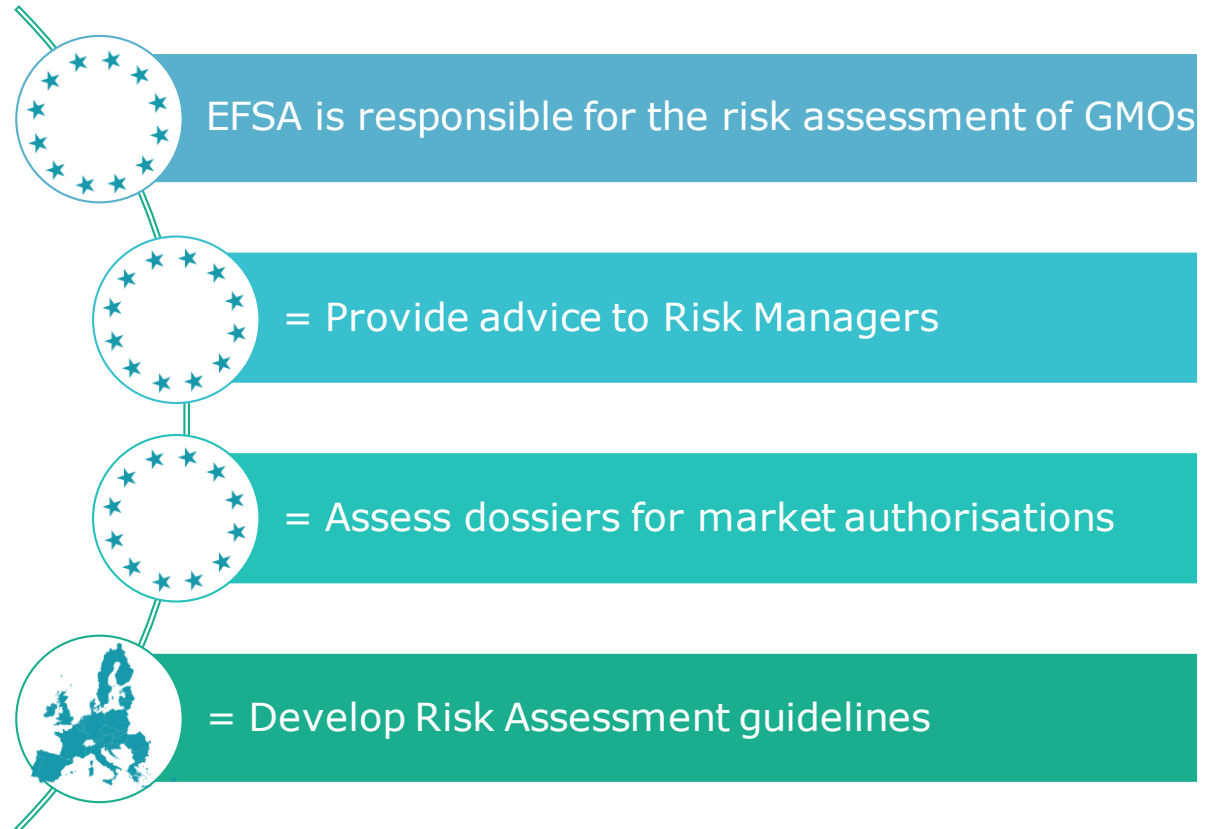 EFSA is responsible for the risk assessment of GMOs
= Provide advice to Risk Managers
= Assess dossiers for market authorisations
= Develop Risk Assessment guidelines